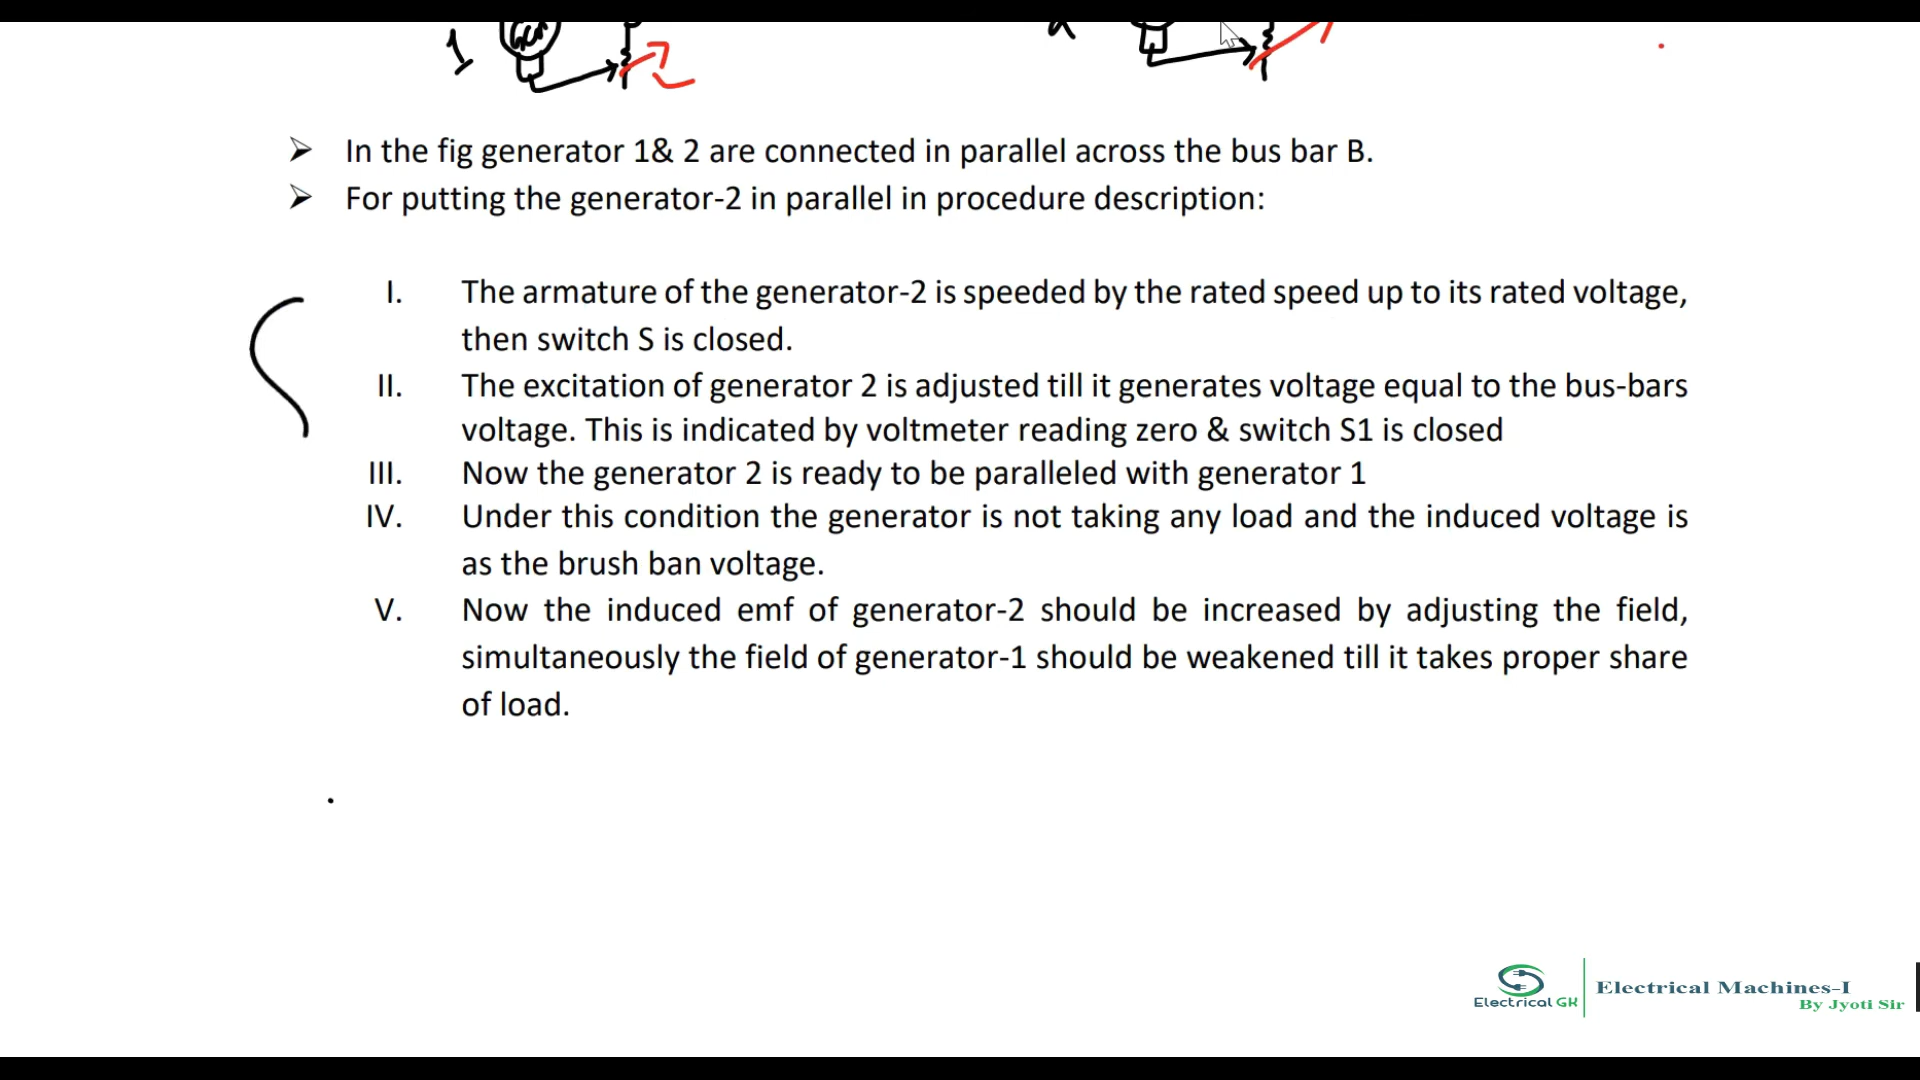 1 Gen 2
➢ In the fig generator 1& 2 are connected in parallel across the bus bar B.
➢ For putting the generator-2 in parallel in procedure description:
I. The armature of the generator-2 is speeded by the rated speed up to its rated voltage,
then switch S is closed.
II. The excitation of generator 2 is adjusted till it generates voltage equal to the bus-bars
voltage. This is indicated by voltmeter reading zero & switch S1 is closed
III. Now the generator 2 is ready to be paralleled with generator 1
IV. Under this condition the generator is not taking any load and the induced voltage is
as the brush ban voltage.
V. Now the induced emf of generator-2 should be increased by adjusting the field,
simultaneously the field of generator-1 should be weakened till it takes proper share
of load.
Electrical GK
Electrical Machines-I
By Jyoti Sir